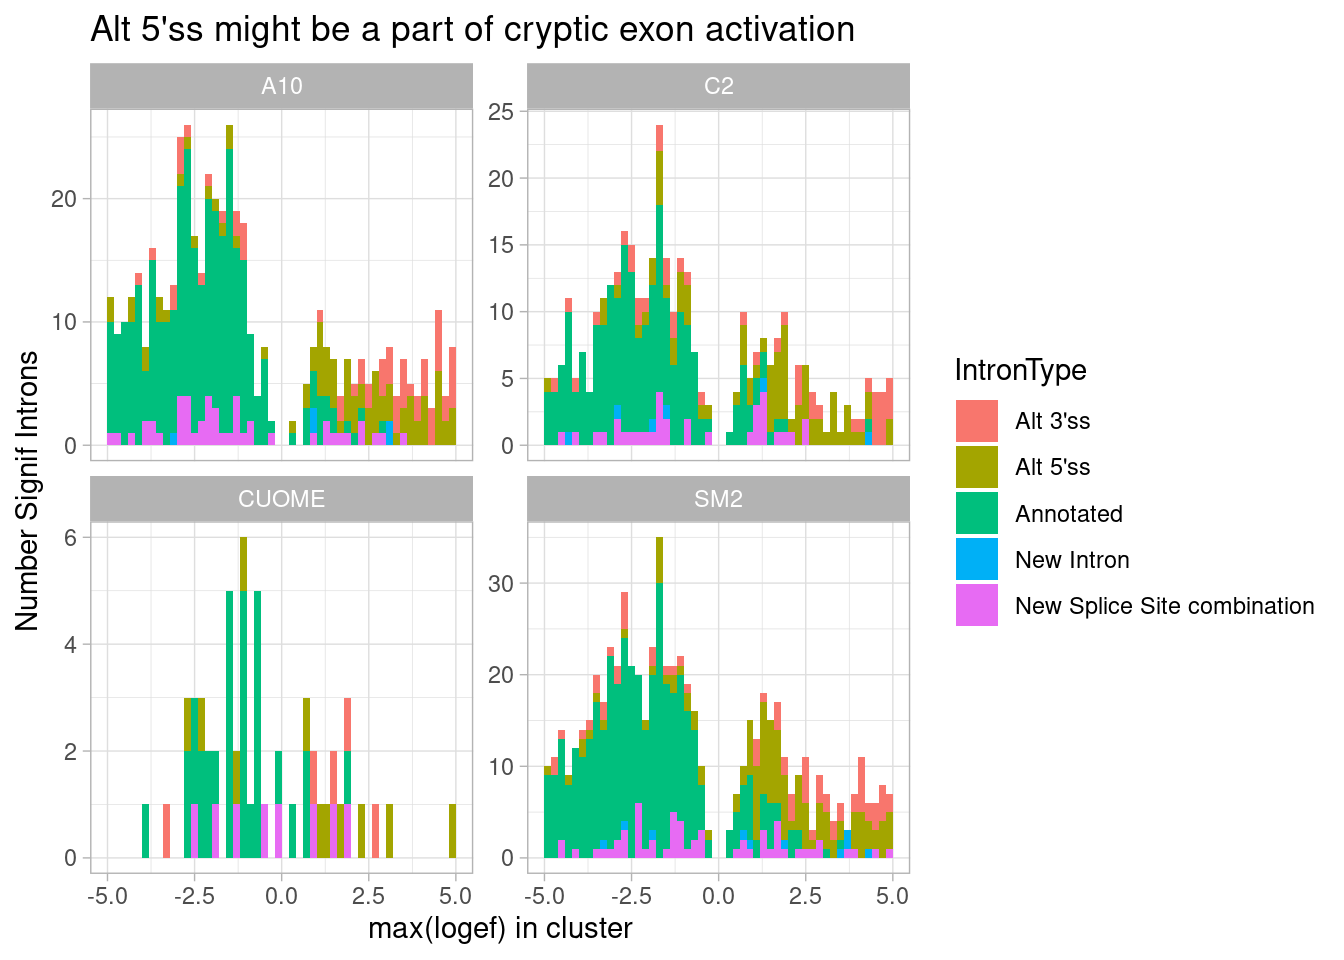 Alt 5'ss might be a part of cryptic exon activation
A10
C2
20
10
0
25
20
15
10
5
0
CUOME
SM2
6
4
2
0
30
20
10
0
-5.0
-2.5
0.0
2.5
5.0
-5.0
-2.5
0.0
2.5
5.0
max(logef) in cluster
Number Signif Introns
IntronType
Alt 3'ss
Alt 5'ss
Annotated
New Intron
New Splice Site combination